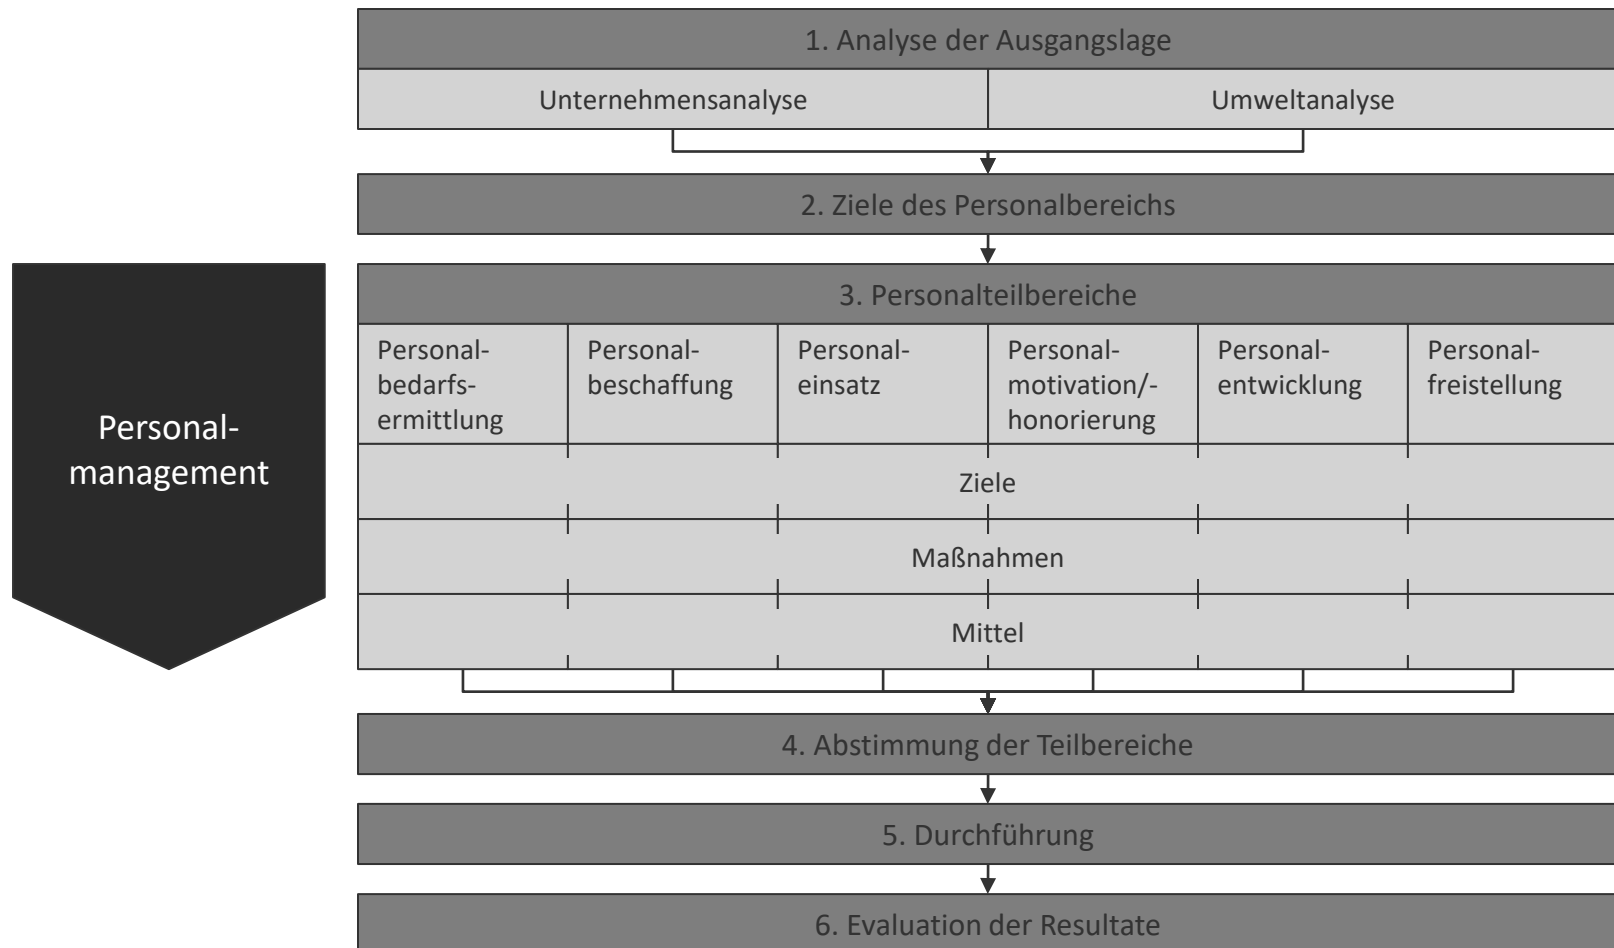 1. Analyse der Ausgangslage
Unternehmensanalyse
Umweltanalyse
2. Ziele des Personalbereichs
Personal-
management
3. Personalteilbereiche
Personal-
bedarfs-
ermittlung
Personal-
beschaffung
Personal-
einsatz
Personal-
motivation/-
honorierung
Personal-
entwicklung
Personal-
freistellung
Ziele
Maßnahmen
Mittel
4. Abstimmung der Teilbereiche
5. Durchführung
6. Evaluation der Resultate